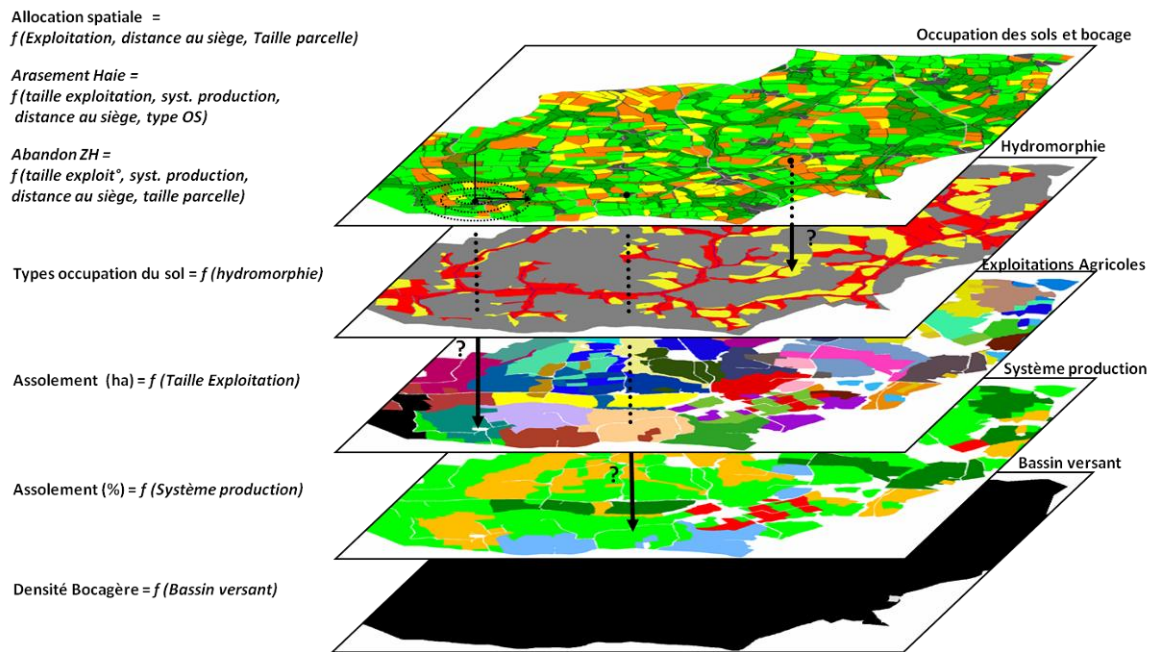 Allocation spatiale =
f (Exploitation, distance au siège, Taille parcelle)
Occupation des sols et bocage
Arasement Haie =
f (taille exploitation, syst. production,
distance au siège, type OS)
Abandon ZH =
f (taille exploit°, syst. production,
distance au siège, taille parcelle)
Hydromorphie
?
Types occupation du sol = f (hydromorphie)
Exploitations Agricoles
?
Assolement (ha) = f (Taille Exploitation)
Système production
?
Assolement (%) = f (Système production)
Bassin versant
Densité Bocagère = f (Bassin versant)